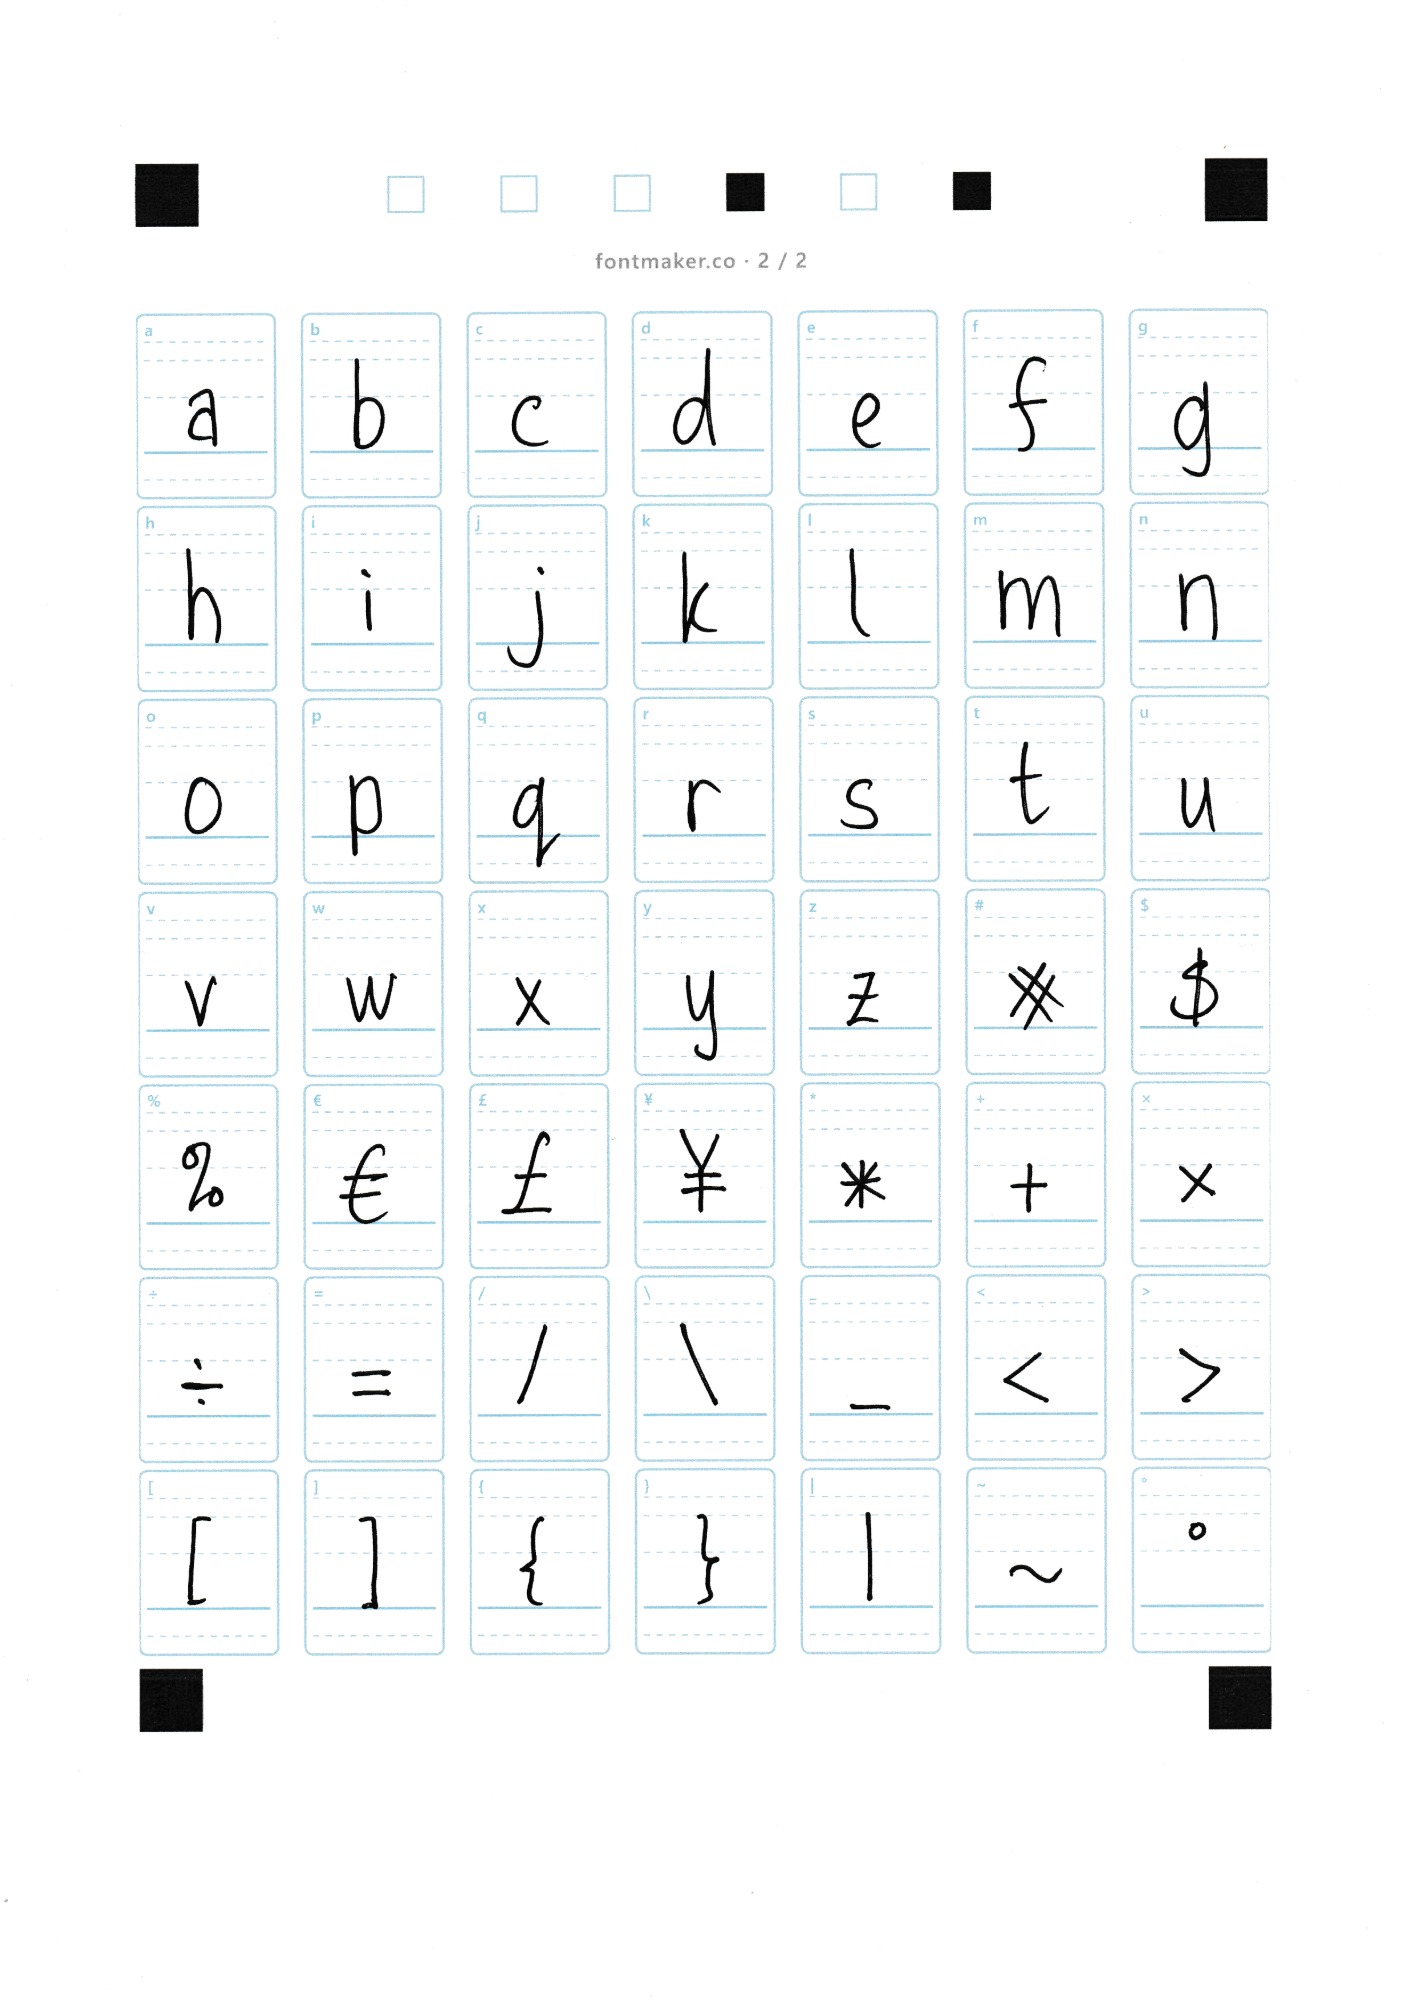 fontmaker.co · 2 / 2
a b c d e f g
a b c d e f g
h i j k l m n
h i j k l m n
o p q r s t u
o p q r s t u
v w x y z # $
v w x y z # $
% € £ ¥ * + ×
% € £ ¥ * + ×
÷ = / \ _ < >
÷ = / \ _ < >
[ ] { } | ~ °
[ ] { } | ~ °